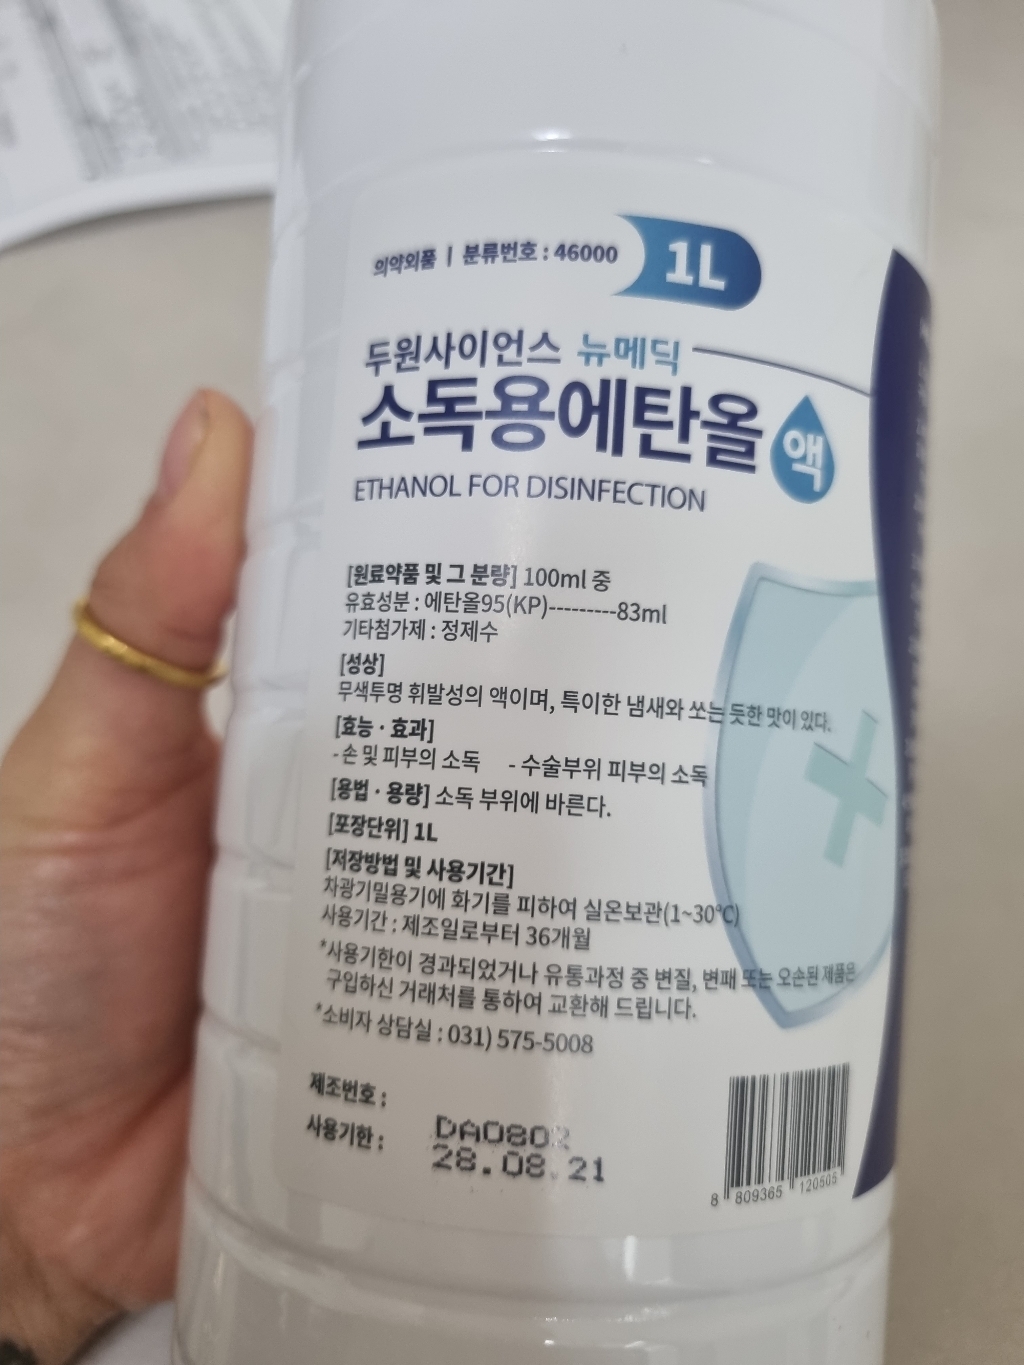 의약외품 | 분류번호 : 46000
1L
두원사이언스 뉴메딕
소독용에탄올 액
ETHANOL FOR DISINFECTION
[원료약품 및 그 분량] 100ml 중
유효성분 : 에탄올95(KP)---------83ml
기타첨가제 : 정제수
[성상]
무색투명 휘발성의 액이며, 특이한 냄새와 쏘는 듯한 맛이 있다.
[효능 · 효과]
- 손 및 피부의 소독 - 수술부위 피부의 소독
[용법 · 용량] 소독 부위에 바른다.
[포장단위] 1L
[저장방법 및 사용기간]
차광기밀용기에 화기를 피하여 실온보관(1~30℃)
사용기간 : 제조일로부터 36개월
*사용기한이 경과되었거나 유통과정 중 변질, 변패 또는 오손된 제품은
구입하신 거래처를 통하여 교환해 드립니다.
*소비자 상담실 : 031) 575-5008
제조번호 : DA0802
사용기한 : 28.08.21
8 809365 120505